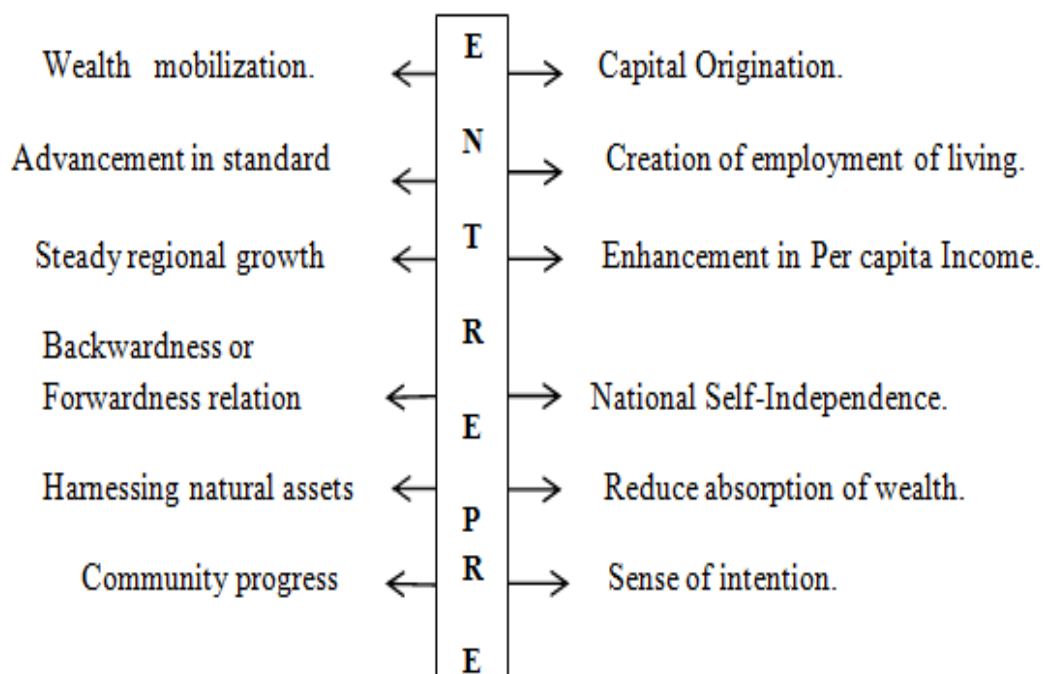 E
Wealth mobilization.
Capital Origination.
N
Advancement in standard
Creation of employment of living.
T
Steady regional growth
Enhancement in Per capita Income.
R
Backwardness or
Forwardness relation
National Self-Independence.
E
Harnessing natural assets
Reduce absorption of wealth.
P
R
Community progress
Sense of intention.
E